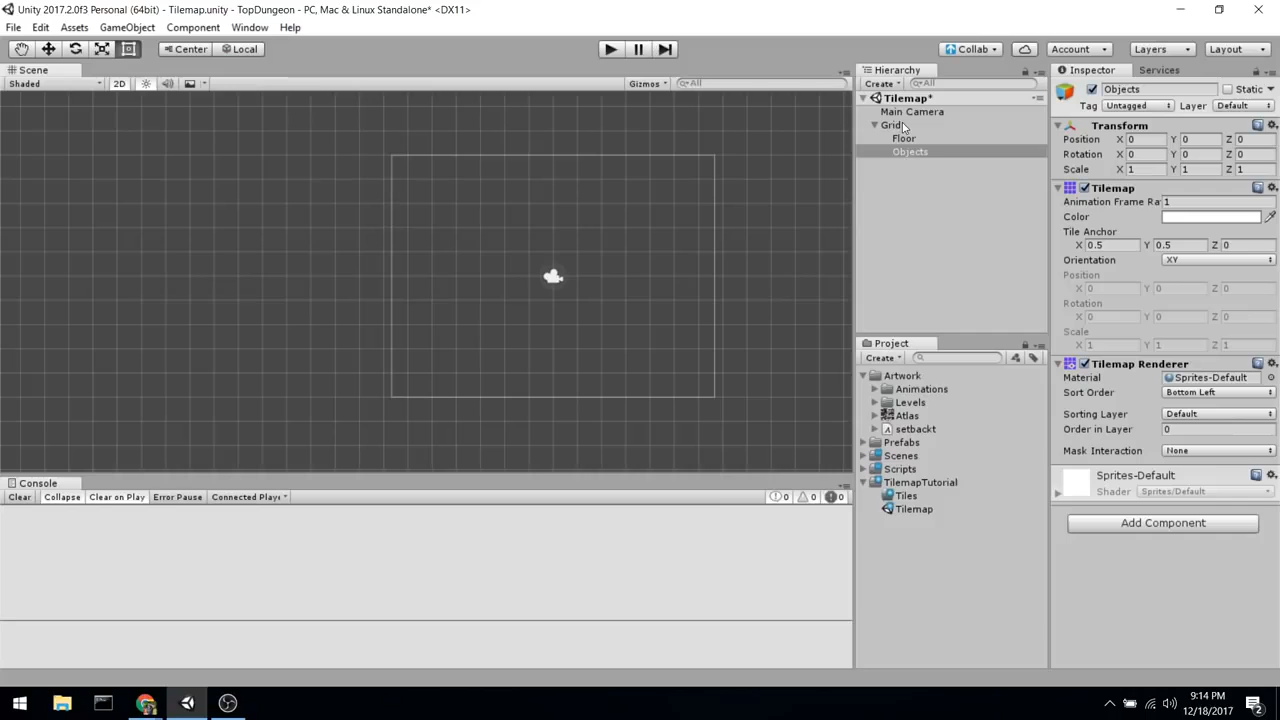 Unity 2017.2.0f3 Personal (64bit) - Tilemap.unity - TopDungeon - PC, Mac & Linux Standalone* <DX11>
File Edit Assets GameObject Component Window Help
Center Local Collab Account Layers Layout
Scene
Shaded 2D Gizmos All
Hierarchy
Create All
Tilemap*
Main Camera
Grid
Floor
Objects
Inspector Services
Objects Static
Tag Untagged Layer Default
Transform
Position X 0 Y 0 Z 0
Rotation X 0 Y 0 Z 0
Scale X 1 Y 1 Z 1
Tilemap
Animation Frame Ra 1
Color
Tile Anchor
X 0.5 Y 0.5 Z 0
Orientation XY
Position
X 0 Y 0 Z 0
Rotation
X 0 Y 0 Z 0
Scale
X 1 Y 1 Z 1
Tilemap Renderer
Material Sprites-Default
Sort Order Bottom Left
Sorting Layer Default
Order in Layer 0
Mask Interaction None
Sprites-Default
Shader Sprites/Default
Add Component
Project
Create
Artwork
Animations
Levels
Atlas
setbackt
Prefabs
Scenes
Scripts
TilemapTutorial
Tiles
Tilemap
Console
Clear Collapse Clear on Play Error Pause Connected Playe 0 0 0
9:14 PM
12/18/2017
2